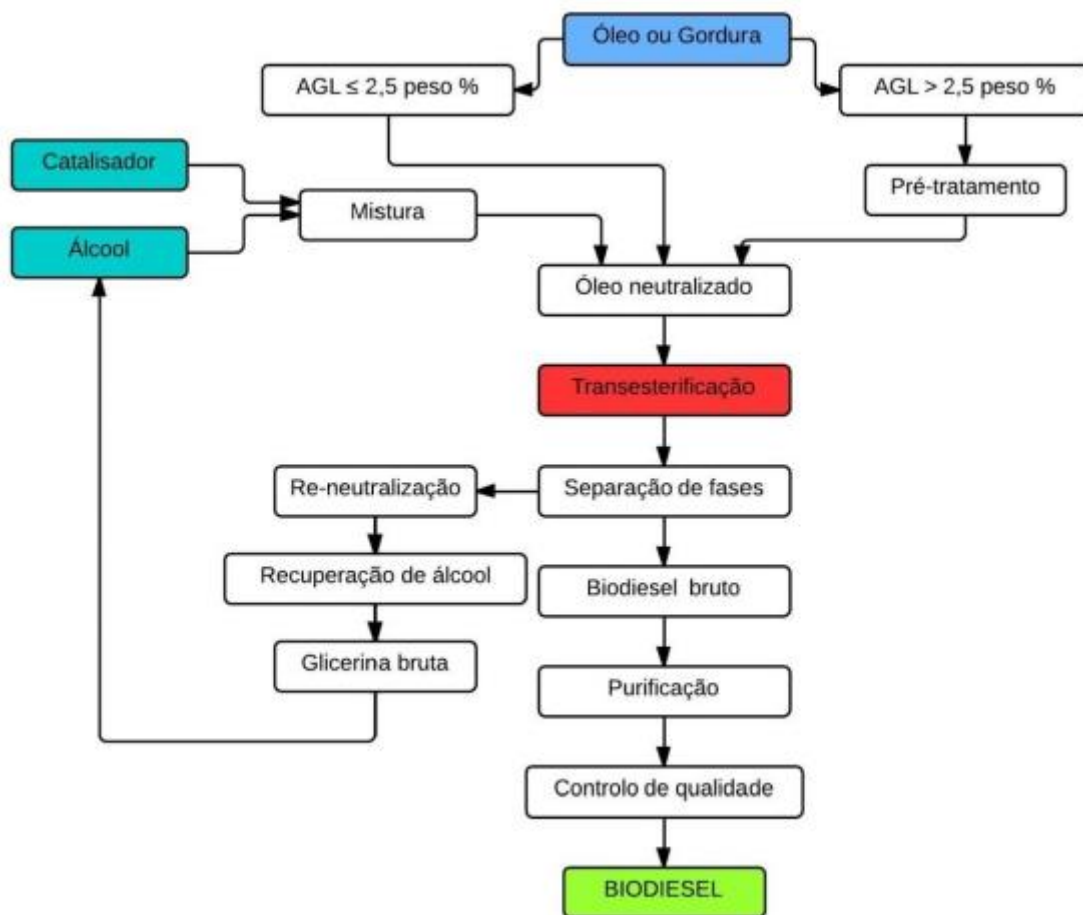 Óleo ou Gordura
AGL ≤ 2,5 peso %
AGL > 2,5 peso %
Catalisador
Pré-tratamento
Mistura
Álcool
Óleo neutralizado
Transesterificação
Re-neutralização
Separação de fases
Recuperação de álcool
Biodiesel bruto
Glicerina bruta
Purificação
Controlo de qualidade
BIODIESEL